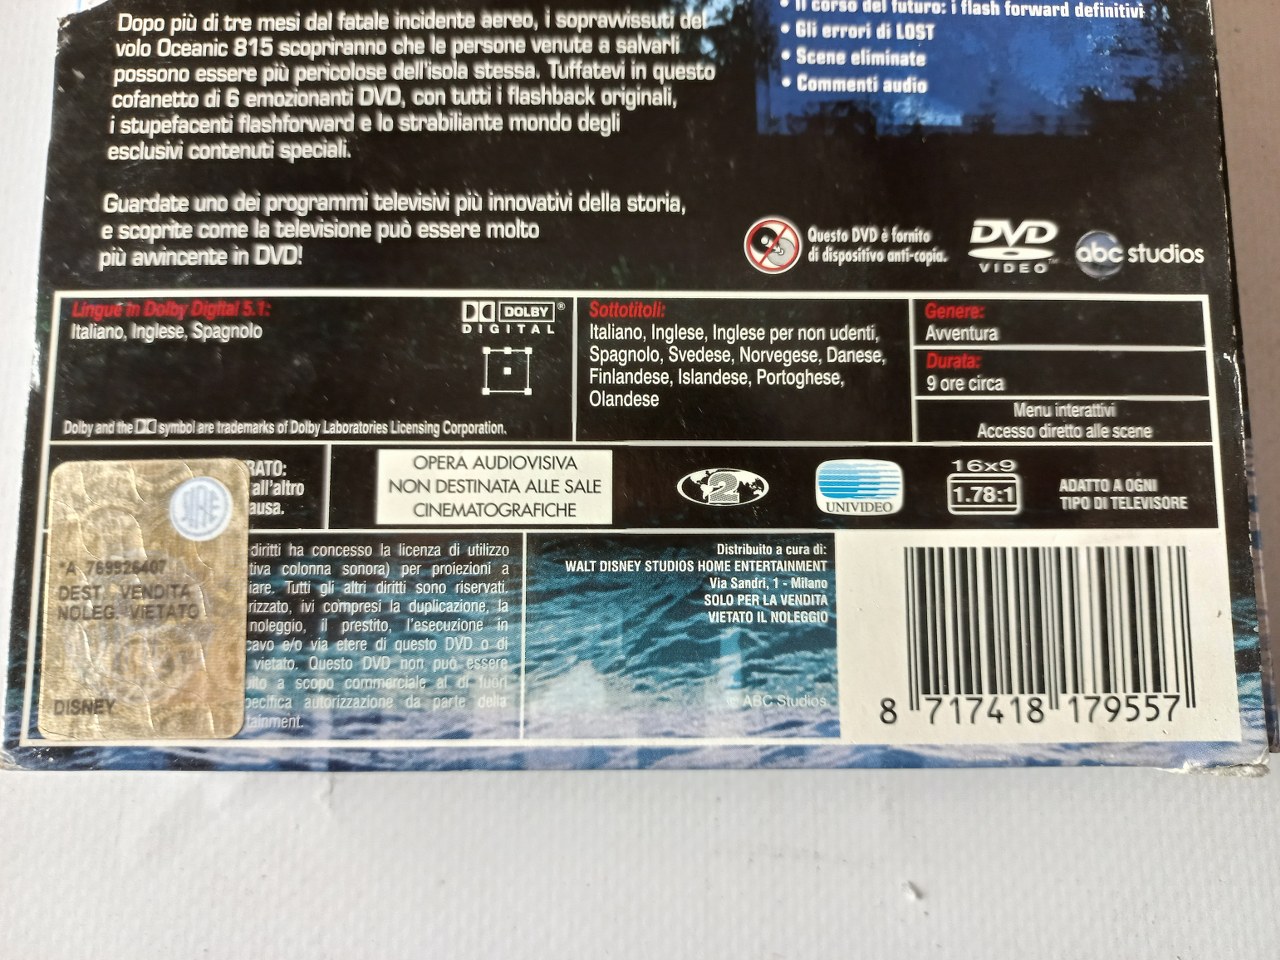 Dopo più di tre mesi dal fatale incidente aereo, i sopravvissuti del
volo Oceanic 815 scopriranno che le persone venute a salvarli
possono essere più pericolose dell'isola stessa. Tuffatevi in questo
cofanetto di 6 emozionanti DVD, con tutti i flashback originali,
i stupefacenti flashforward e lo strabiliante mondo degli
esclusivi contenuti speciali.
Guardate uno dei programmi televisivi più innovativi della storia,
e scoprite come la televisione può essere molto
più avvincente in DVD!
• Il corso del futuro: i flash forward definitivi
• Gli errori di LOST
• Scene eliminate
• Commenti audio
Questo DVD è fornito
di dispositivo anti-copia.
DVD
VIDEO
abc studios
Lingue in Dolby Digital 5.1:
Italiano, Inglese, Spagnolo
DOLBY
DIGITAL
Dolby and the DD symbol are trademarks of Dolby Laboratories Licensing Corporation.
Sottotitoli:
Italiano, Inglese, Inglese per non udenti,
Spagnolo, Svedese, Norvegese, Danese,
Finlandese, Islandese, Portoghese,
Olandese
Genere:
Avventura
Durata:
9 ore circa
Menu interattivi
Accesso diretto alle scene
RATO:
all'altro
ausa.
OPERA AUDIOVISIVA
NON DESTINATA ALLE SALE
CINEMATOGRAFICHE
2
UNIVIDEO
16x9
1.78:1
ADATTO A OGNI
TIPO DI TELEVISORE
SIAE
*A 769926407
DEST. VENDITA
NOLEG. VIETATO
DISNEY
diritti ha concesso la licenza di utilizzo
tiva colonna sonora) per proiezioni a
iare. Tutti gli altri diritti sono riservati.
rizzato, ivi compresi la duplicazione, la
noleggio, il prestito, l'esecuzione in
cavo e/o via etere di questo DVD o di
vietato. Questo DVD non può essere
ito a scopo commerciale al di fuori
pecifica autorizzazione da parte della
tainment.
Distribuito a cura di:
WALT DISNEY STUDIOS HOME ENTERTAINMENT
Via Sandri, 1 - Milano
SOLO PER LA VENDITA
VIETATO IL NOLEGGIO
© ABC Studios.
8 717418 179557